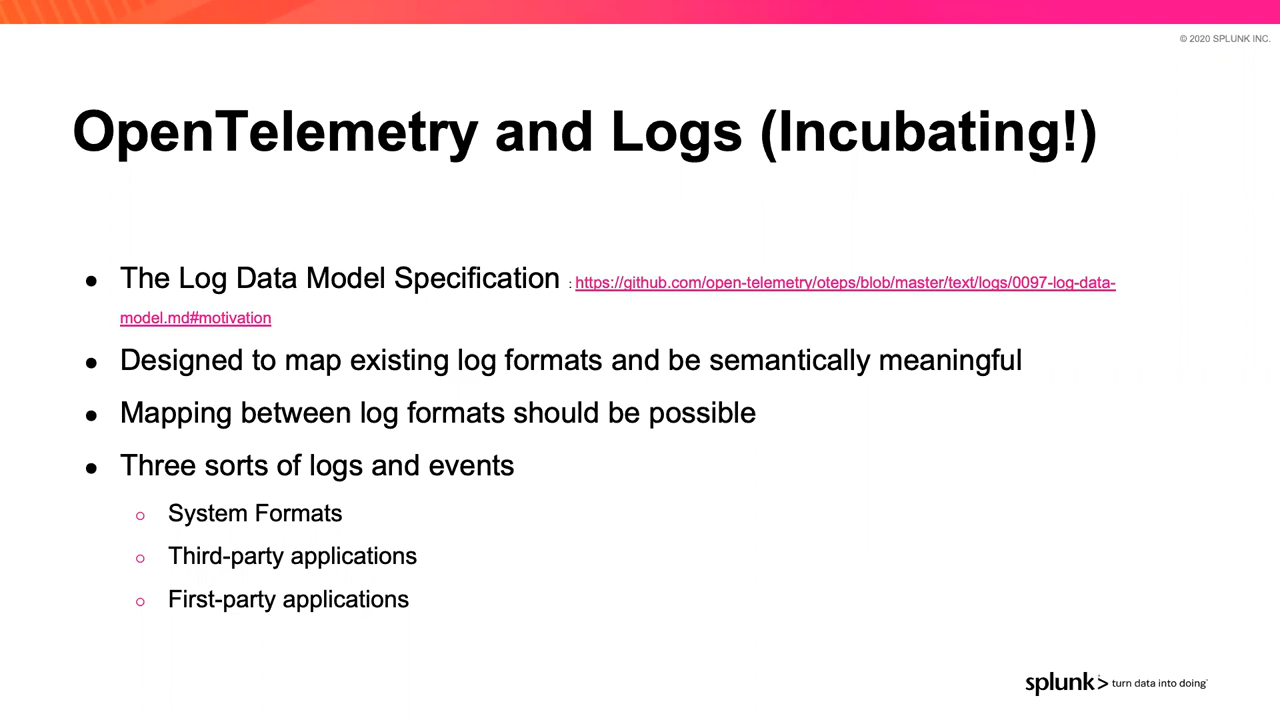 © 2020 SPLUNK INC.
OpenTelemetry and Logs (Incubating!)
● The Log Data Model Specification : https://github.com/open-telemetry/oteps/blob/master/text/logs/0097-log-data-
model.md#motivation
● Designed to map existing log formats and be semantically meaningful
● Mapping between log formats should be possible
● Three sorts of logs and events
○ System Formats
○ Third-party applications
○ First-party applications
splunk> turn data into doing